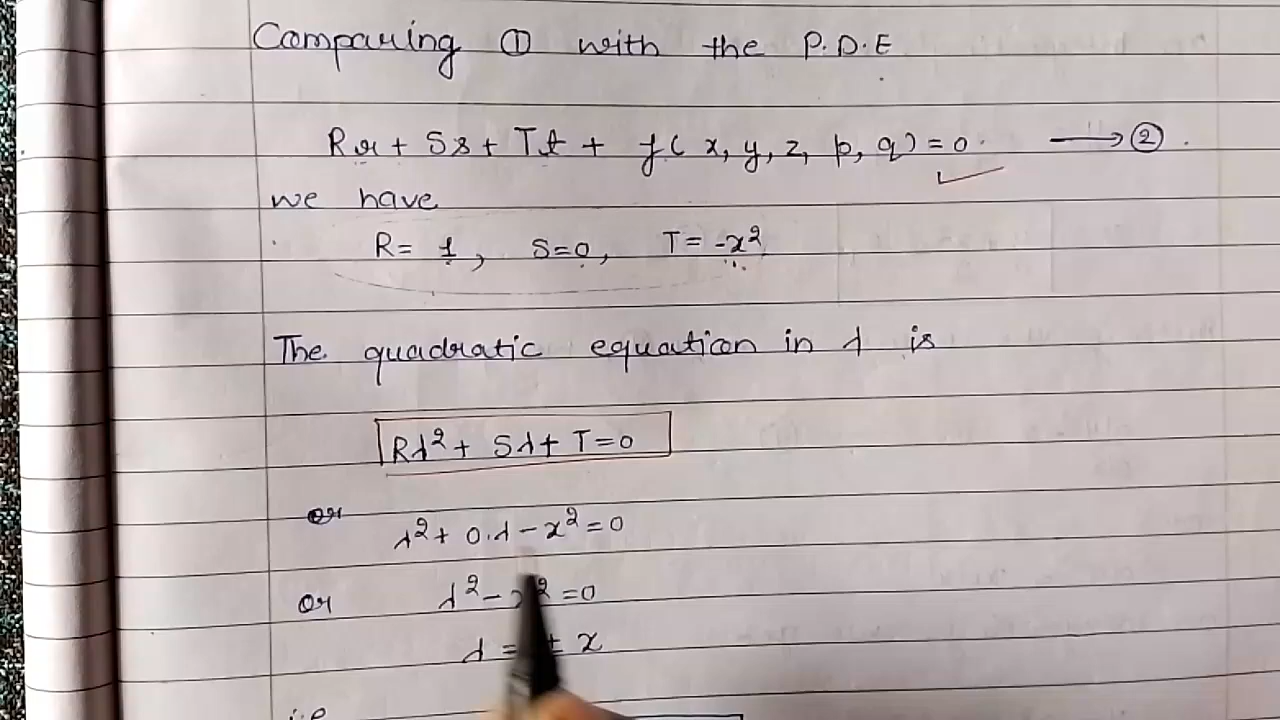 Comparing ① with the P.D.E
Rr + Ss + Tt + f( x, y, z, p, q) = 0. ⟶ ②.
we have
R = 1, S=0, T= -x²
The quadratic equation in λ is
Rλ² + Sλ + T = 0
or λ² + 0.λ - x² = 0
or λ² - x² = 0
λ = ± x
i.e